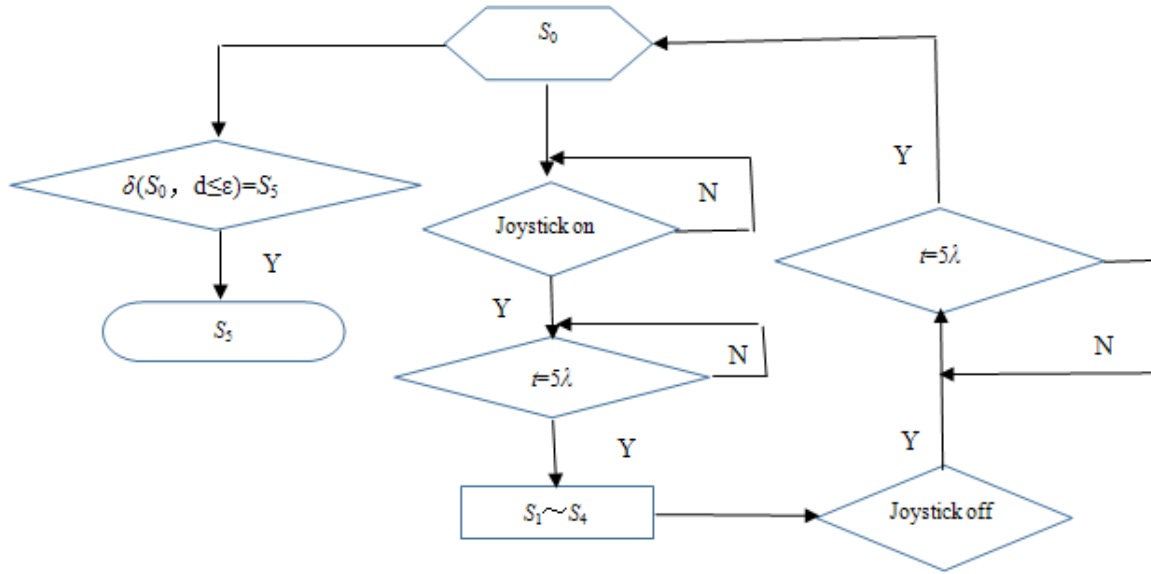 S₀
δ(S₀，d≤ε)=S₅
Y
S₅
Joystick on
N
Y
t=5λ
N
Y
S₁～S₄
Joystick off
Y
t=5λ
N
Y